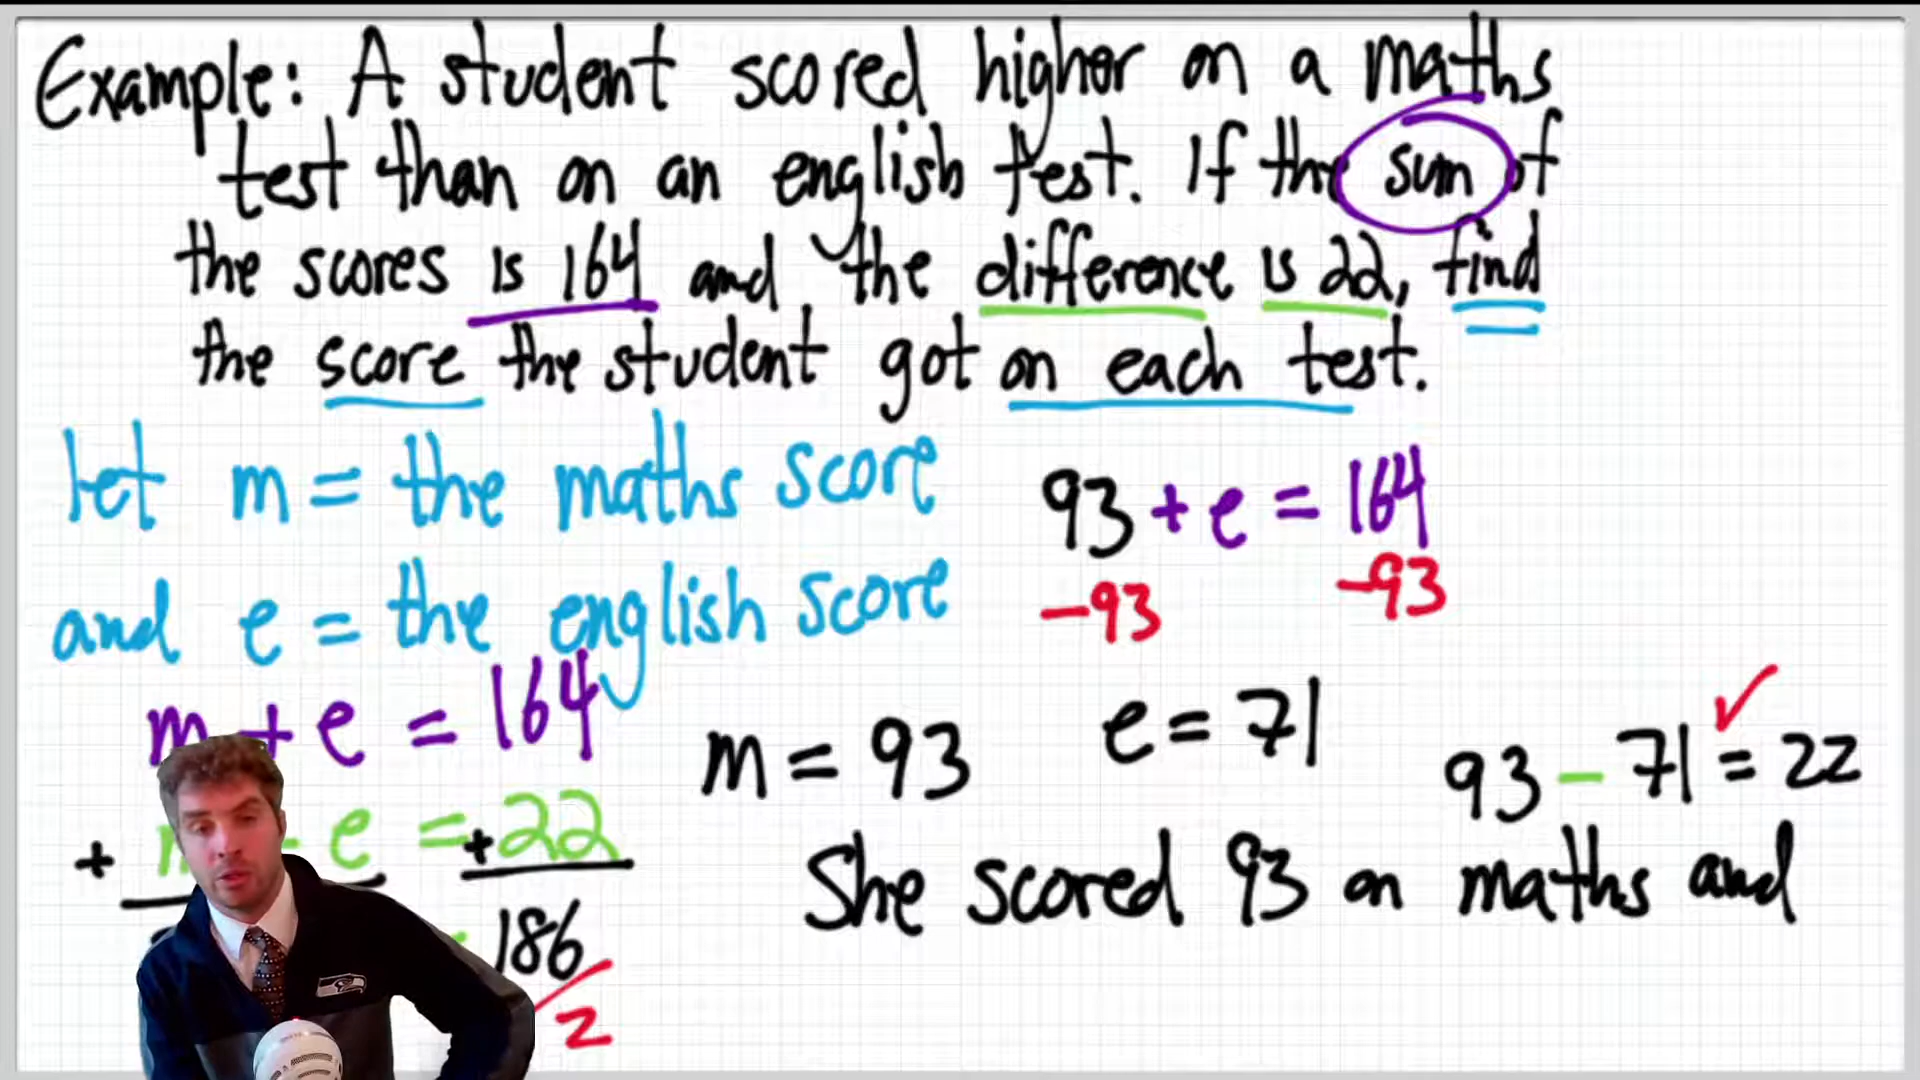 Example: A student scored higher on a maths
test than on an english test. If the sum of
the scores is 164 and the difference is 22, find
the score the student got on each test.
let m = the maths score
and e = the english score
93 + e = 164
-93 -93
m + e = 164
m = 93
e = 71
93 - 71 = 22
+ - e = + 22
186
/2
She scored 93 on maths and